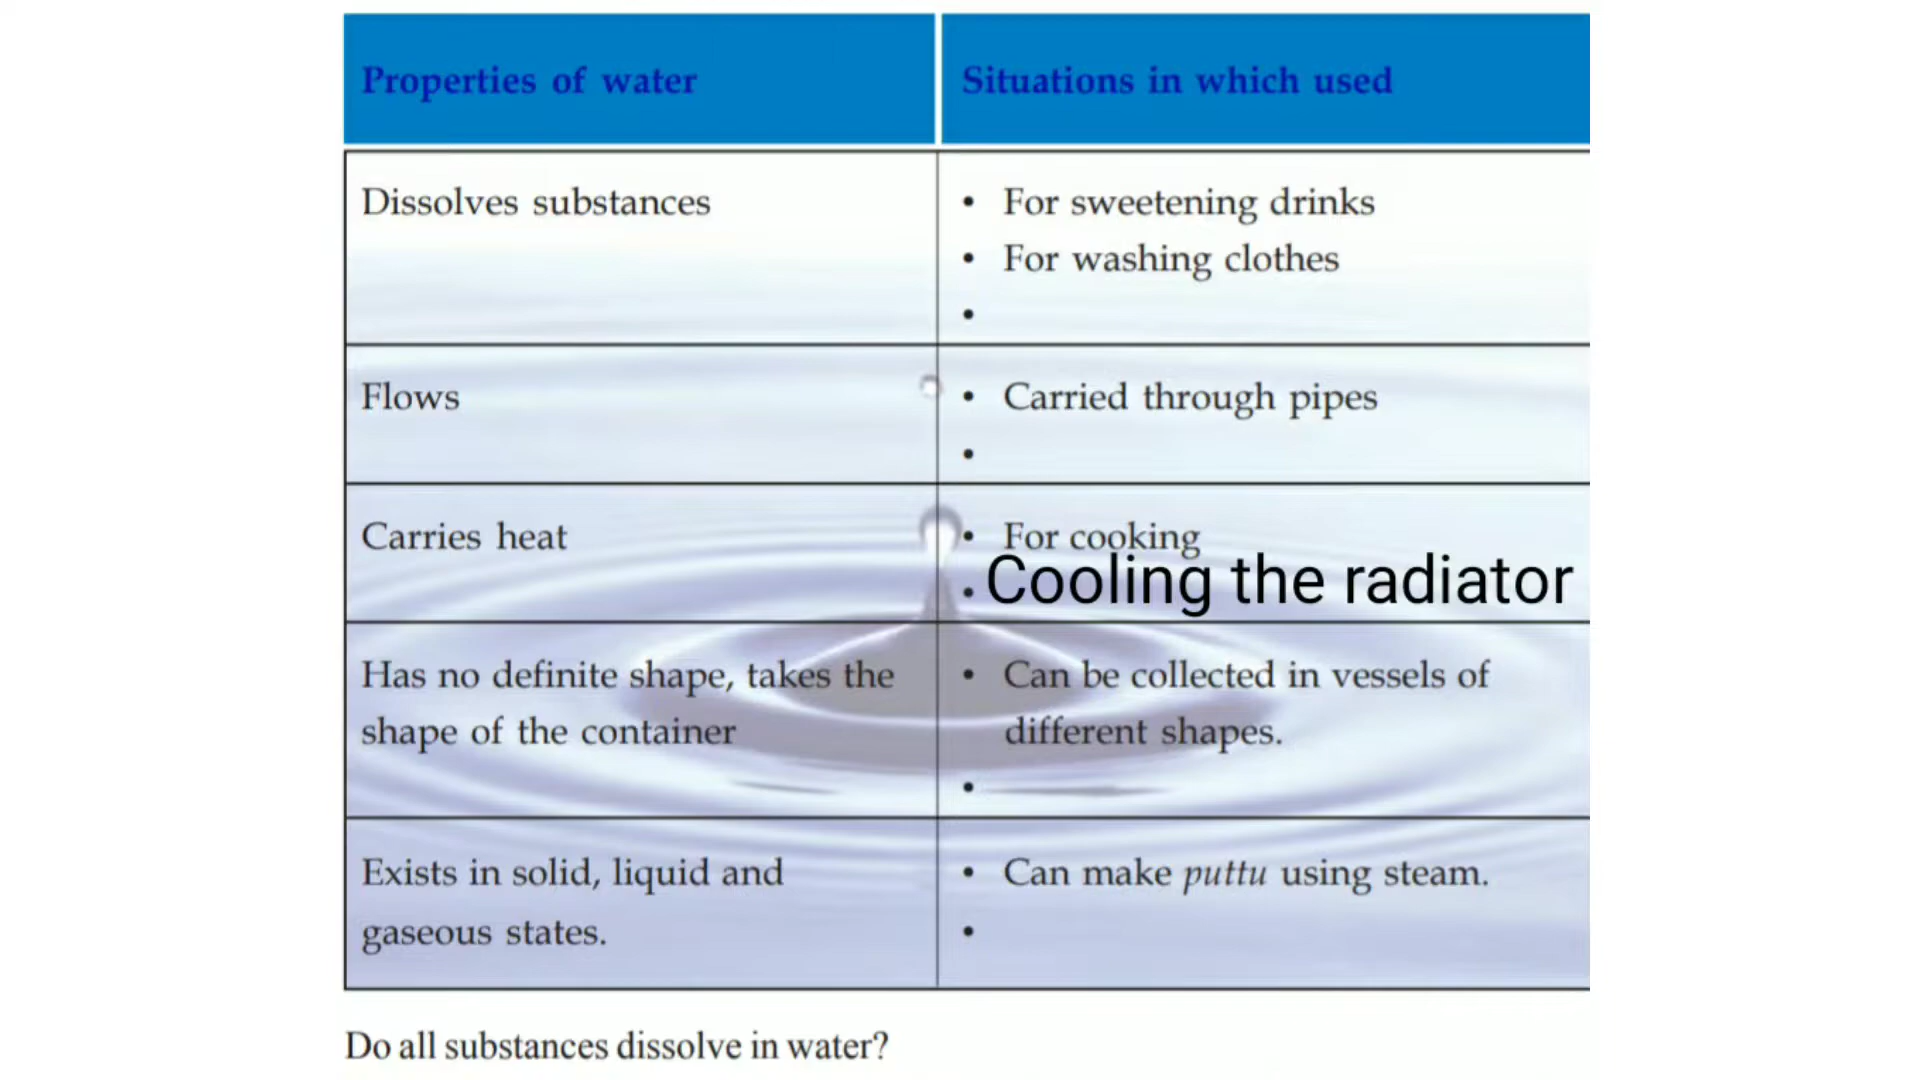 Properties of water
Situations in which used
Dissolves substances
• For sweetening drinks
• For washing clothes
•
Flows
• Carried through pipes
•
Carries heat
• For cooking
• Cooling the radiator
Has no definite shape, takes the
shape of the container
• Can be collected in vessels of
different shapes.
•
Exists in solid, liquid and
gaseous states.
• Can make puttu using steam.
•
Do all substances dissolve in water?